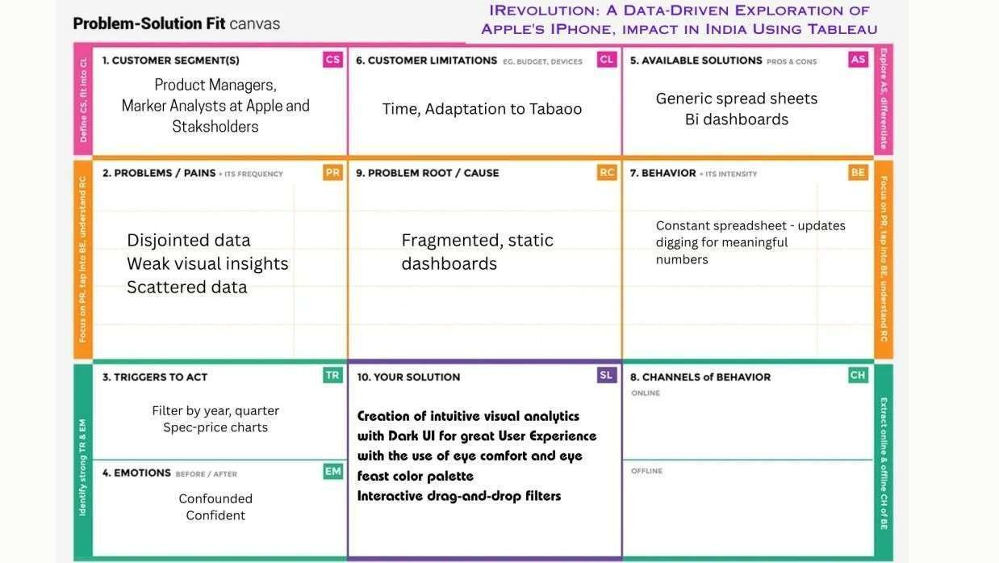 Problem-Solution Fit canvas
IRevolution: A Data-Driven Exploration of
Apple's IPhone, impact in India Using Tableau
Define CS, fit into CL
1. CUSTOMER SEGMENT(S)
CS
Product Managers,
Marker Analysts at Apple and
Staksholders
6. CUSTOMER LIMITATIONS EG. BUDGET, DEVICES
CL
Time, Adaptation to Tabaoo
5. AVAILABLE SOLUTIONS PROS & CONS
AS
Generic spread sheets
Bi dashboards
Explore AS, differentiate
Focus on PR, tap into BE, understand RC
2. PROBLEMS / PAINS + ITS FREQUENCY
PR
Disjointed data
Weak visual insights
Scattered data
9. PROBLEM ROOT / CAUSE
RC
Fragmented, static
dashboards
7. BEHAVIOR + ITS INTENSITY
BE
Constant spreadsheet - updates
digging for meaningful
numbers
Focus on PR, tap into BE, understand RC
Identify strong TR & EM
3. TRIGGERS TO ACT
TR
Filter by year, quarter
Spec-price charts
4. EMOTIONS BEFORE / AFTER
EM
Confounded
Confident
10. YOUR SOLUTION
SL
Creation of intuitive visual analytics
with Dark UI for great User Experience
with the use of eye comfort and eye
feast color palette
Interactive drag-and-drop filters
8. CHANNELS of BEHAVIOR
CH
ONLINE
OFFLINE
Extract online & offline CH of BE